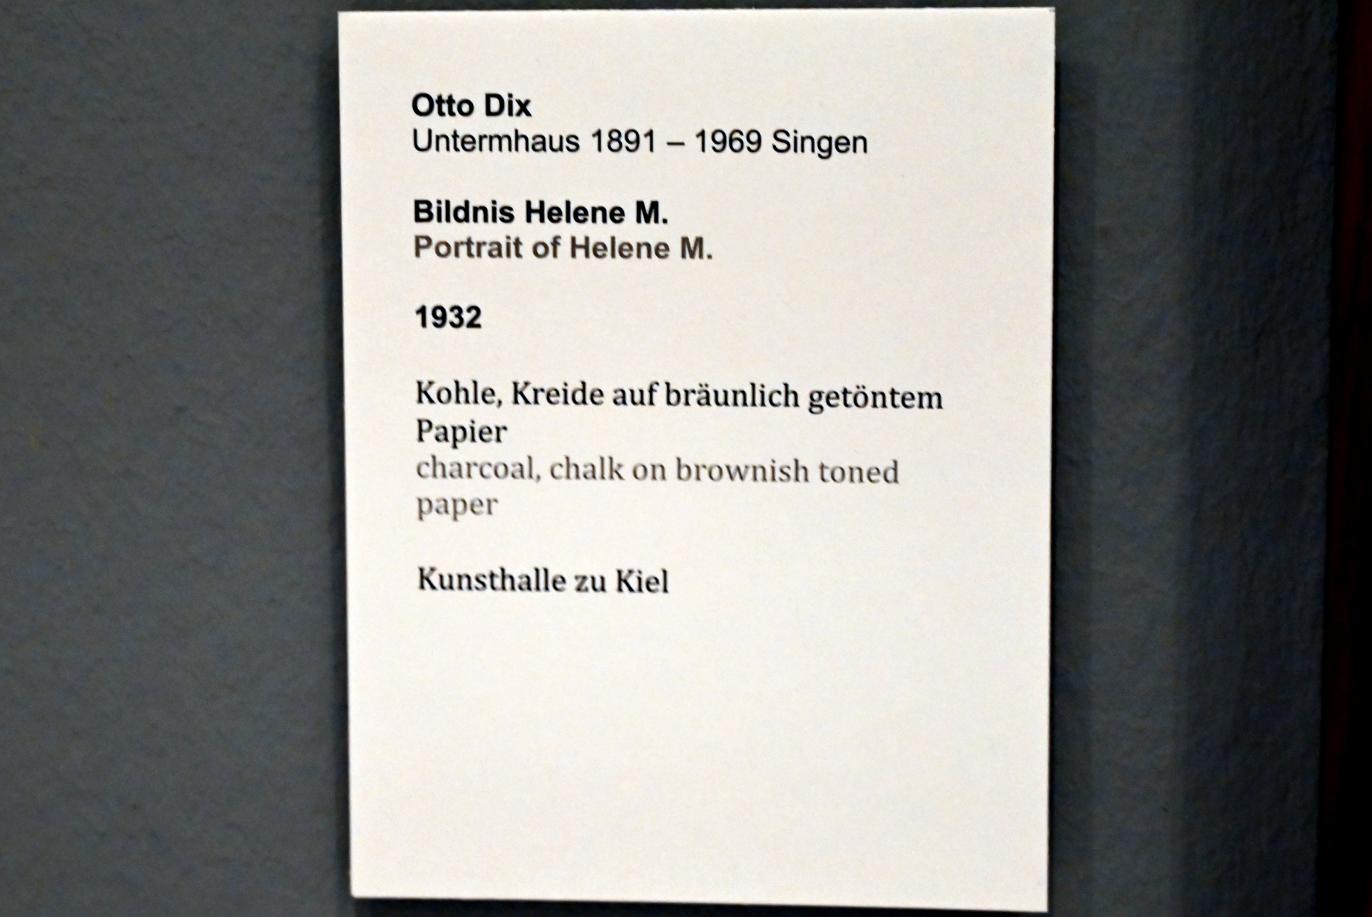 Otto Dix
Untermhaus 1891 – 1969 Singen
Bildnis Helene M.
Portrait of Helene M.
1932
Kohle, Kreide auf bräunlich getöntem
Papier
charcoal, chalk on brownish toned
paper
Kunsthalle zu Kiel